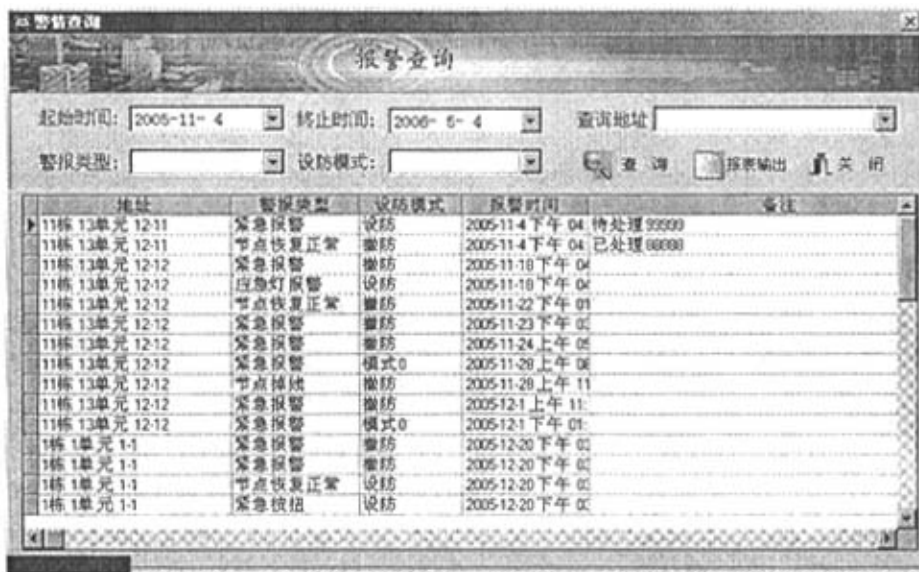 警情查询
报警查询
起始时间: 2005-11- 4 终止时间: 2006- 5- 4 查询地址
警报类型: 设防模式: 查 询 报表输出 关 闭
地址 警报类型 设防模式 报警时间 备注
11栋 13单元 12-11 紧急报警 设防 2005-11-4 下午 04: 待处理99999
11栋 13单元 12-11 节点恢复正常 撤防 2005-11-4 下午 04: 已处理88888
11栋 13单元 12-12 紧急报警 撤防 2005-11-18 下午 04
11栋 13单元 12-12 应急灯报警 设防 2005-11-18 下午 04
11栋 13单元 12-12 节点恢复正常 撤防 2005-11-22 下午 01
11栋 13单元 12-12 紧急报警 撤防 2005-11-23 下午 03
11栋 13单元 12-12 紧急报警 撤防 2005-11-24 上午 09
11栋 13单元 12-12 紧急报警 模式0 2005-11-28 上午 08
11栋 13单元 12-12 节点掉线 撤防 2005-11-28 上午 11
11栋 13单元 12-12 紧急报警 撤防 2005-12-1 上午 11:
11栋 13单元 12-12 紧急报警 模式0 2005-12-1 下午 01:
1栋 1单元 1-1 紧急报警 撤防 2005-12-20 下午 03
1栋 1单元 1-1 紧急报警 撤防 2005-12-20 下午 03
1栋 1单元 1-1 节点恢复正常 设防 2005-12-20 下午 03
1栋 1单元 1-1 紧急按扭 设防 2005-12-20 下午 03